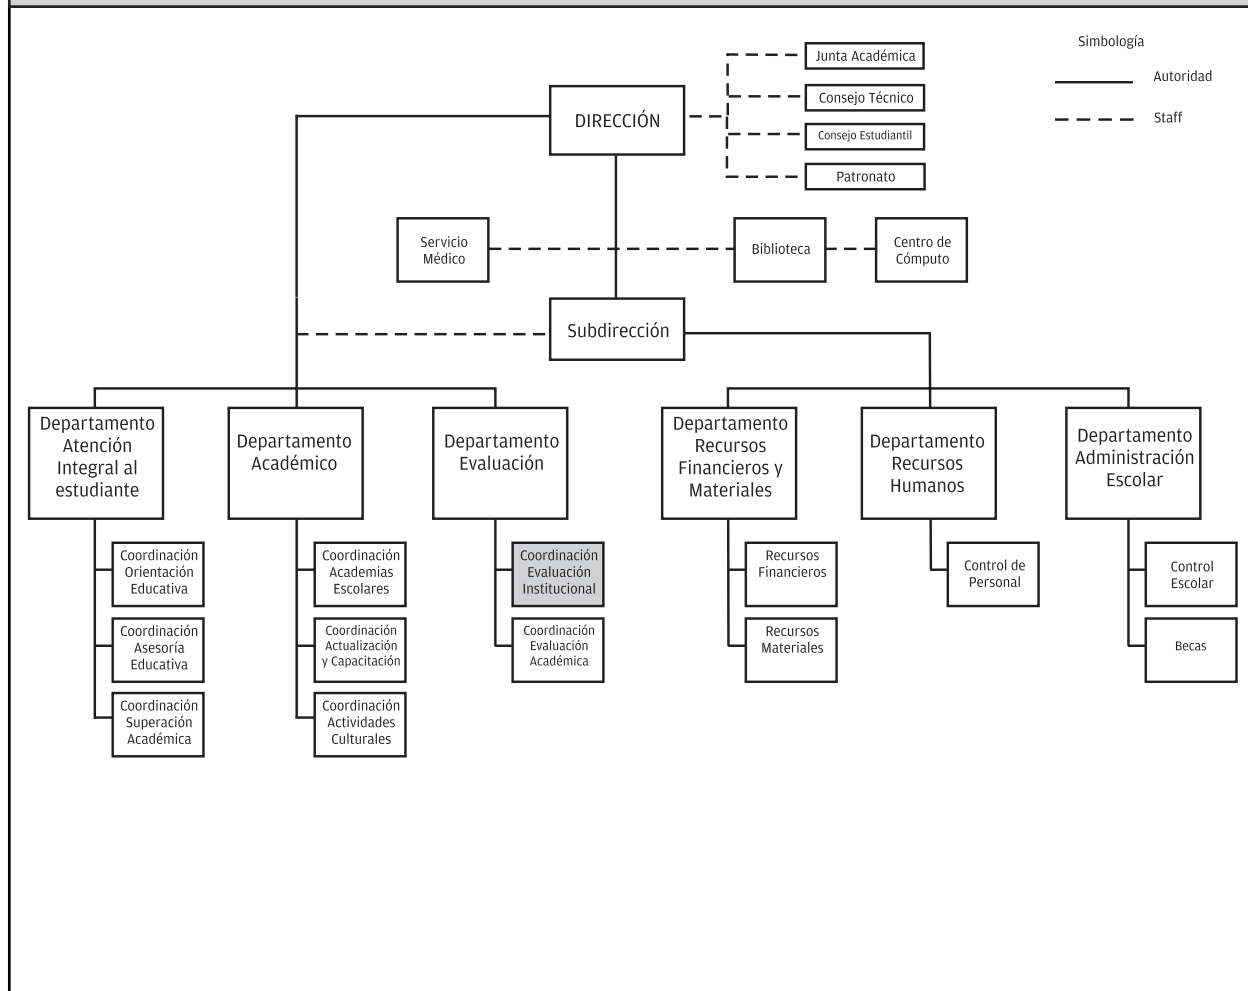 Simbología
Autoridad
Staff
Junta Académica
Consejo Técnico
Consejo Estudiantil
Patronato
DIRECCIÓN
Servicio
Médico
Biblioteca
Centro de
Cómputo
Subdirección
Departamento
Atención
Integral al
estudiante
Departamento
Académico
Departamento
Evaluación
Departamento
Recursos
Financieros y
Materiales
Departamento
Recursos
Humanos
Departamento
Administración
Escolar
Coordinación
Orientación
Educativa
Coordinación
Asesoría
Educativa
Coordinación
Superación
Académica
Coordinación
Academias
Escolares
Coordinación
Actualización
y Capacitación
Coordinación
Actividades
Culturales
Coordinación
Evaluación
Institucional
Coordinación
Evaluación
Académica
Recursos
Financieros
Recursos
Materiales
Control de
Personal
Control
Escolar
Becas